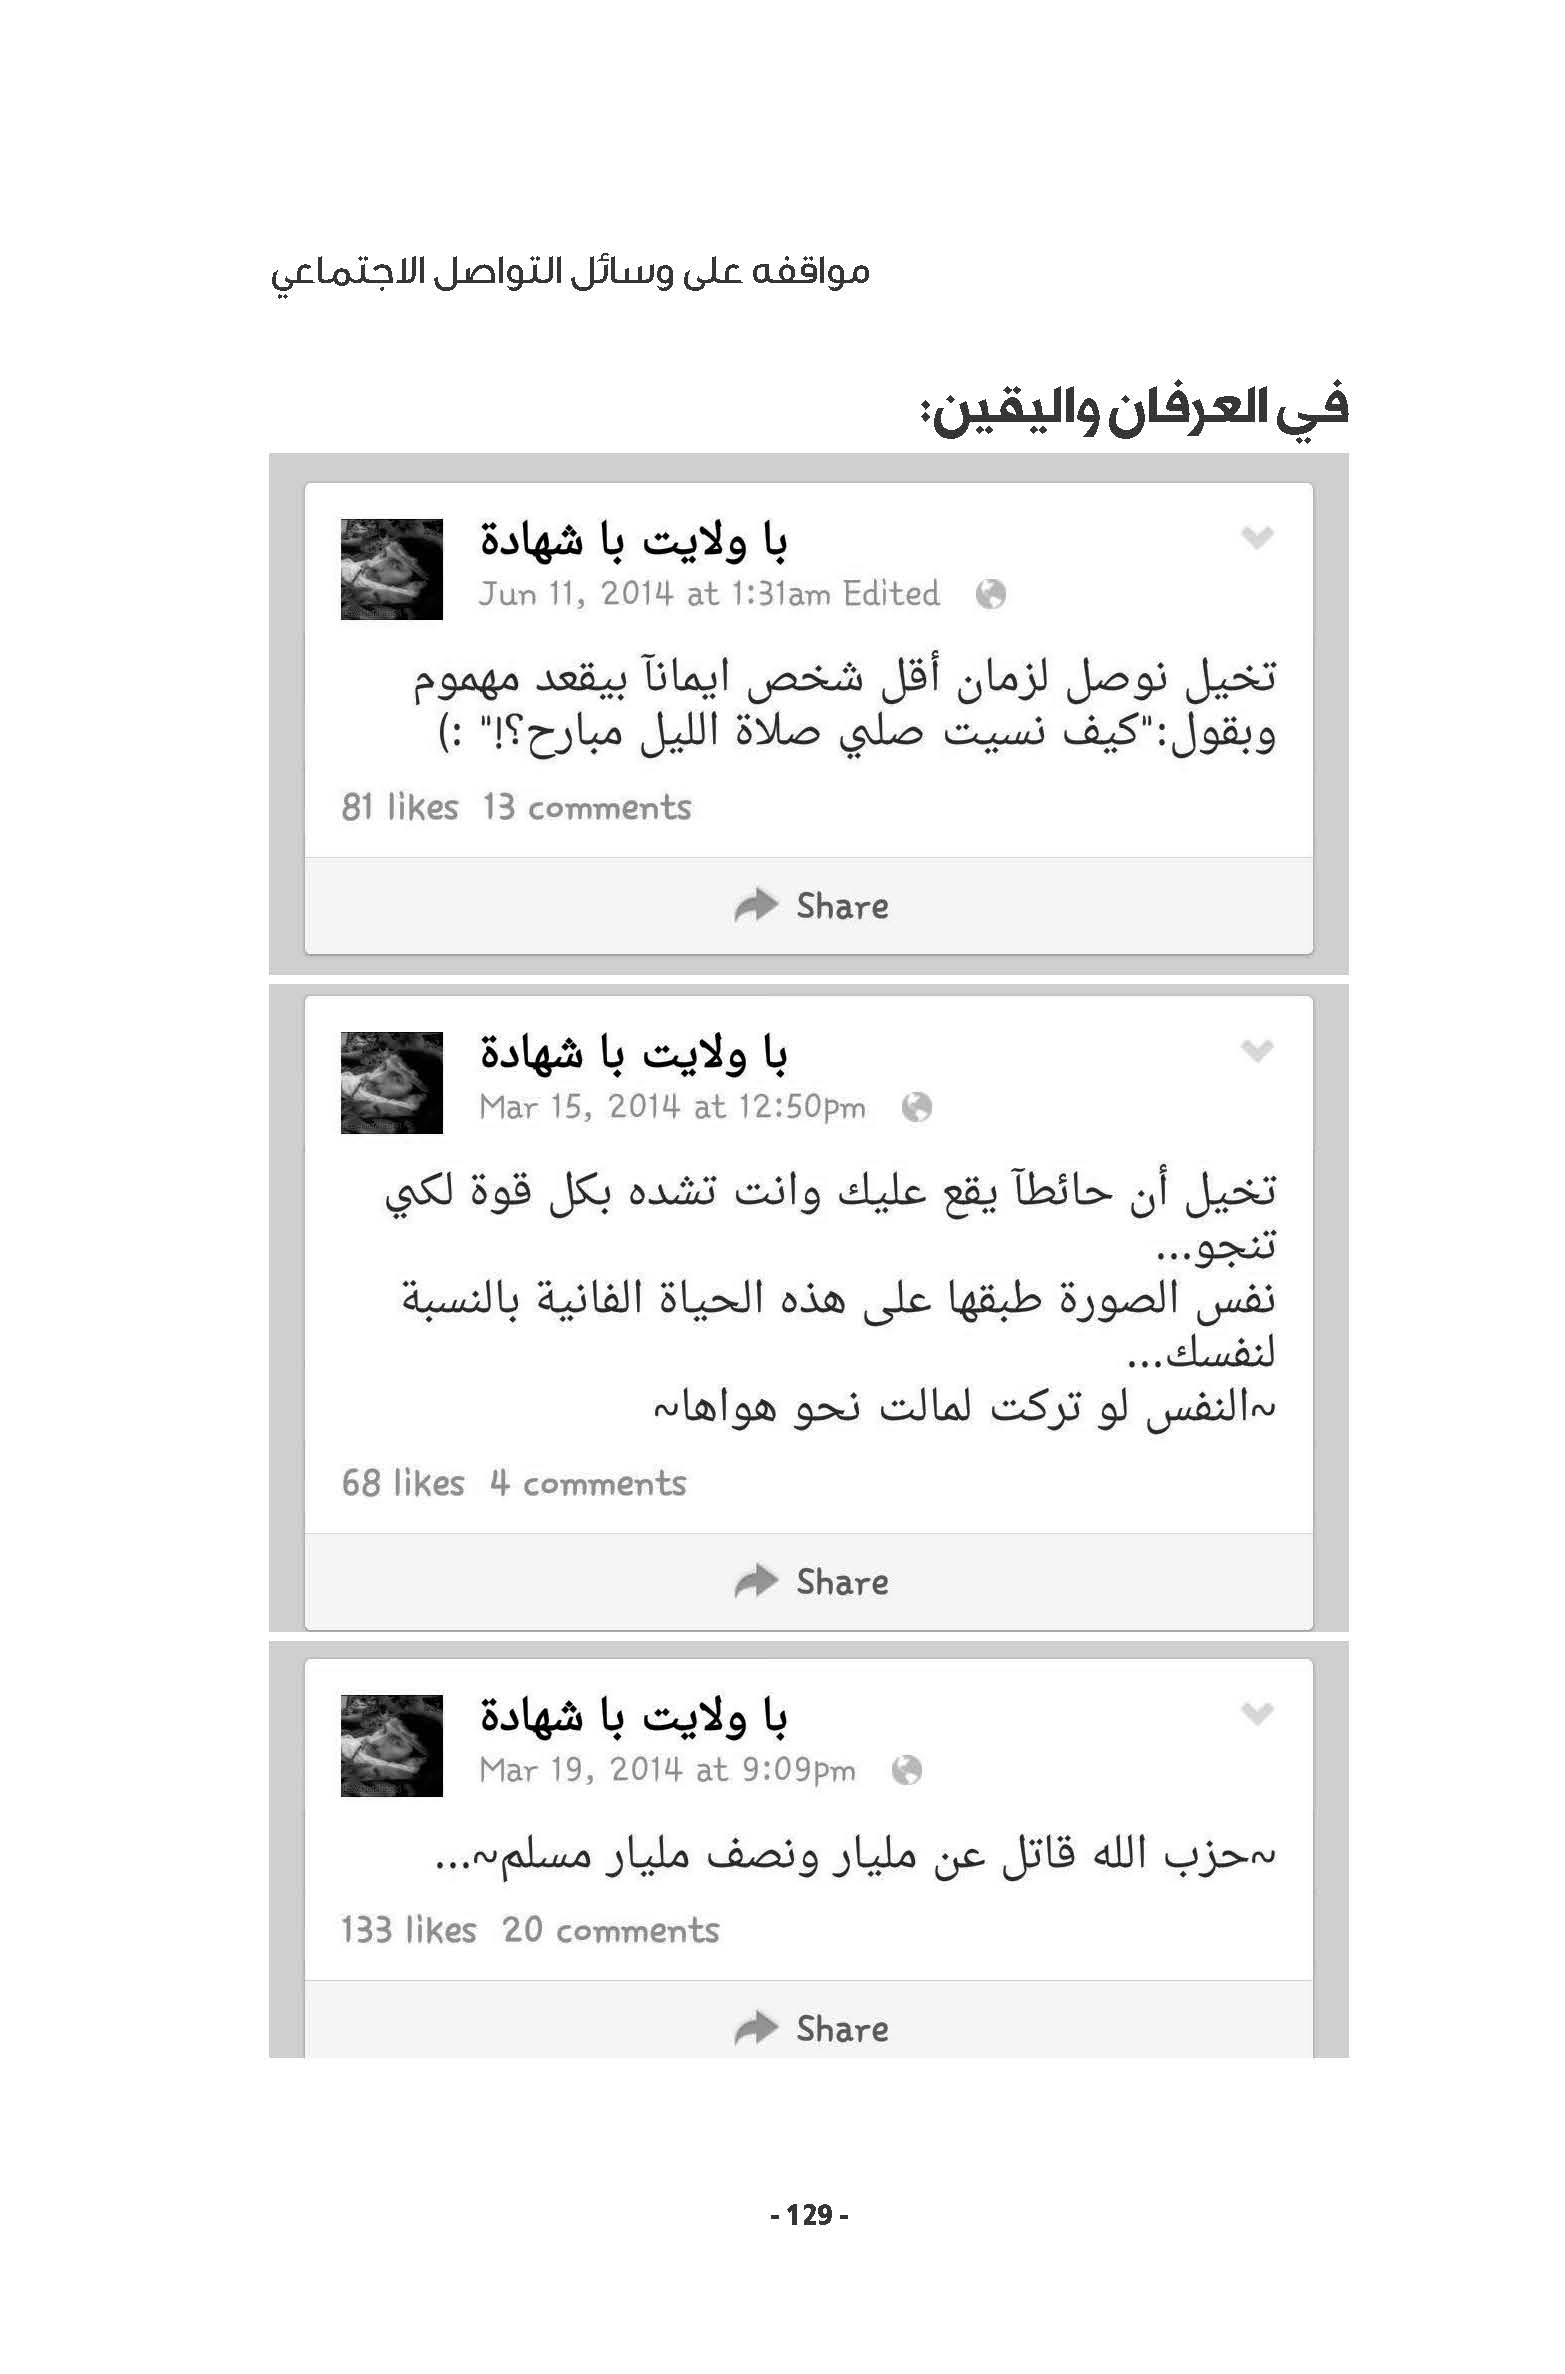 مواقفه على وسائل التواصل الاجتماعي
في العرفان واليقين:
با ولايت با شهادة
Jun 11, 2014 at 1:31am Edited
تخيل نوصل لزمان أقل شخص ايمانآ بيقعد مهموم
وبقول:"كيف نسيت صلي صلاة الليل مبارح؟!" :)
81 likes 13 comments
Share
با ولايت با شهادة
Mar 15, 2014 at 12:50pm
تخيل أن حائطآ يقع عليك وانت تشده بكل قوة لكي
تنجو...
نفس الصورة طبقها على هذه الحياة الفانية بالنسبة
لنفسك...
~النفس لو تركت لمالت نحو هواها~
68 likes 4 comments
Share
با ولايت با شهادة
Mar 19, 2014 at 9:09pm
~حزب الله قاتل عن مليار ونصف مليار مسلم~...
133 likes 20 comments
Share
- 129 -